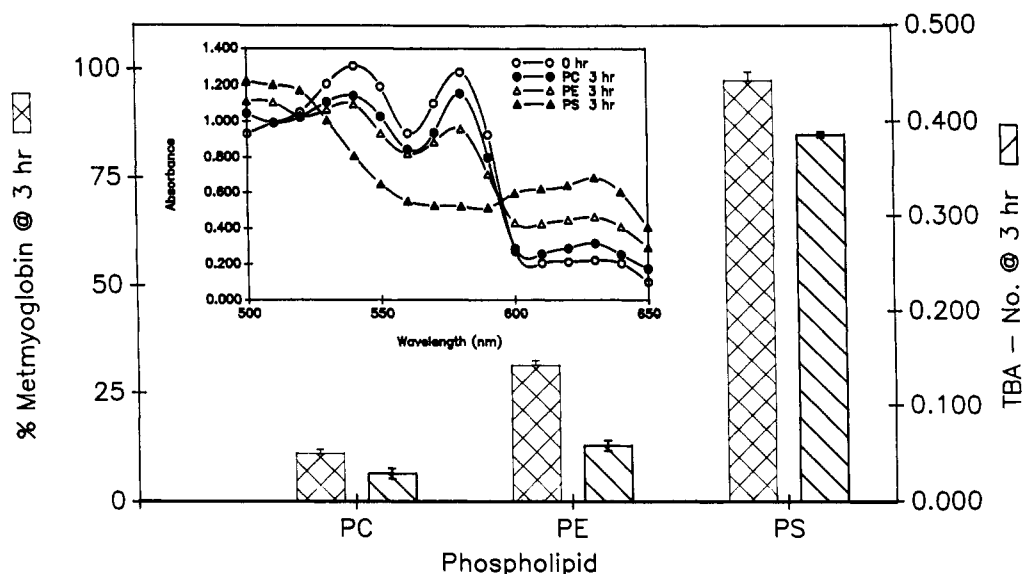 % Metmyoglobin @ 3 hr
100
75
50
25
0
1.400
1.200
1.000
0.800
0.600
0.400
0.200
0.000
Absorbance
500
550
600
650
Wavelength (nm)
0 hr
PC 3 hr
PE 3 hr
PS 3 hr
0.500
0.400
0.300
0.200
0.100
0.000
TBA – No. @ 3 hr
PC
PE
PS
Phospholipid